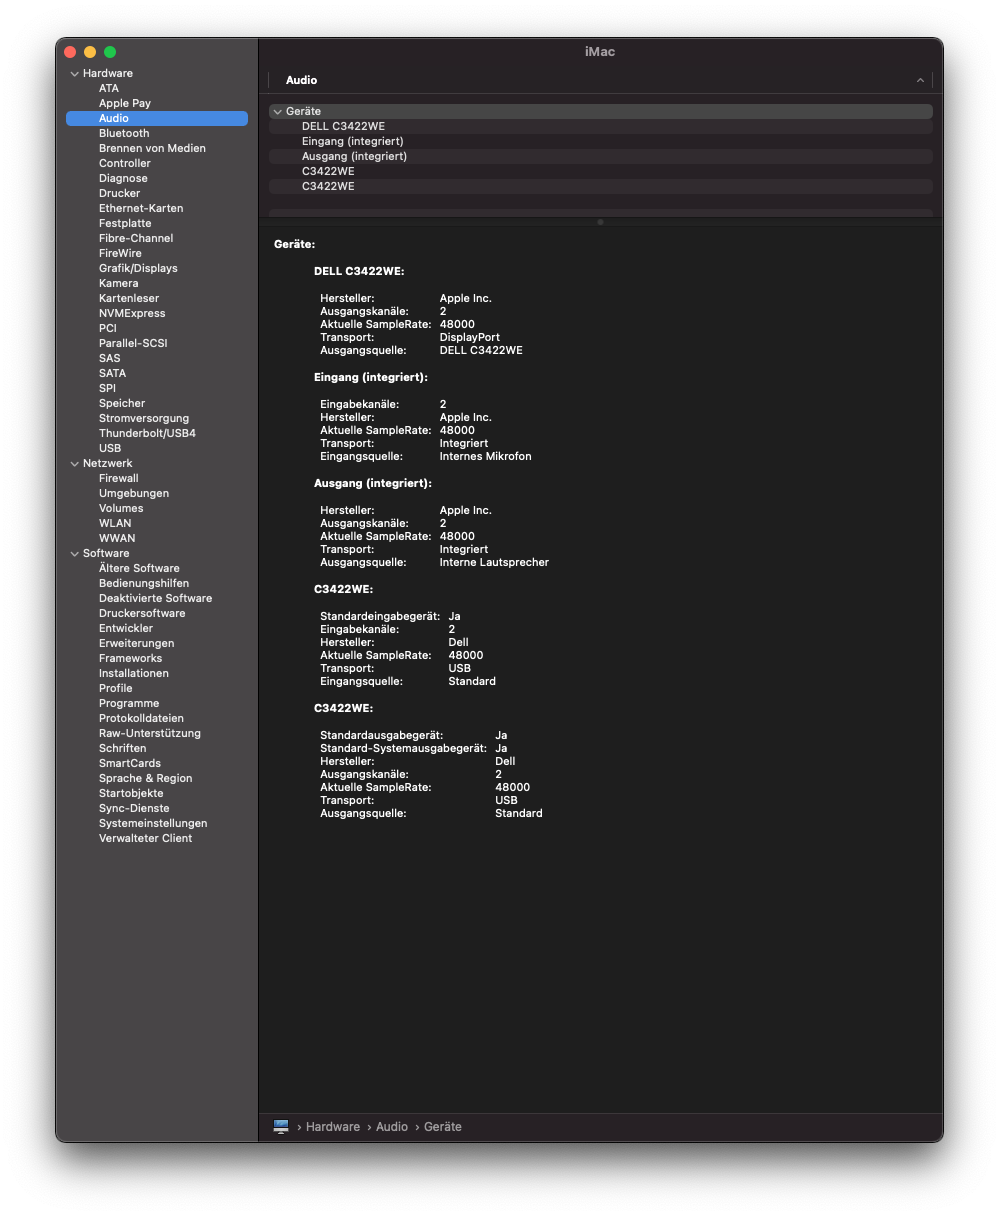 iMac
Hardware
ATA
Apple Pay
Audio
Bluetooth
Brennen von Medien
Controller
Diagnose
Drucker
Ethernet-Karten
Festplatte
Fibre-Channel
FireWire
Grafik/Displays
Kamera
Kartenleser
NVMExpress
PCI
Parallel-SCSI
SAS
SATA
SPI
Speicher
Stromversorgung
Thunderbolt/USB4
USB
Netzwerk
Firewall
Umgebungen
Volumes
WLAN
WWAN
Software
Ältere Software
Bedienungshilfen
Deaktivierte Software
Druckersoftware
Entwickler
Erweiterungen
Frameworks
Installationen
Profile
Programme
Protokolldateien
Raw-Unterstützung
Schriften
SmartCards
Sprache & Region
Startobjekte
Sync-Dienste
Systemeinstellungen
Verwalteter Client
Audio
Geräte
DELL C3422WE
Eingang (integriert)
Ausgang (integriert)
C3422WE
C3422WE
Geräte:
DELL C3422WE:
Hersteller: Apple Inc.
Ausgangskanäle: 2
Aktuelle SampleRate: 48000
Transport: DisplayPort
Ausgangsquelle: DELL C3422WE
Eingang (integriert):
Eingabekanäle: 2
Hersteller: Apple Inc.
Aktuelle SampleRate: 48000
Transport: Integriert
Eingangsquelle: Internes Mikrofon
Ausgang (integriert):
Hersteller: Apple Inc.
Ausgangskanäle: 2
Aktuelle SampleRate: 48000
Transport: Integriert
Ausgangsquelle: Interne Lautsprecher
C3422WE:
Standardeingabegerät: Ja
Eingabekanäle: 2
Hersteller: Dell
Aktuelle SampleRate: 48000
Transport: USB
Eingangsquelle: Standard
C3422WE:
Standardausgabegerät: Ja
Standard-Systemausgabegerät: Ja
Hersteller: Dell
Ausgangskanäle: 2
Aktuelle SampleRate: 48000
Transport: USB
Ausgangsquelle: Standard
› Hardware › Audio › Geräte